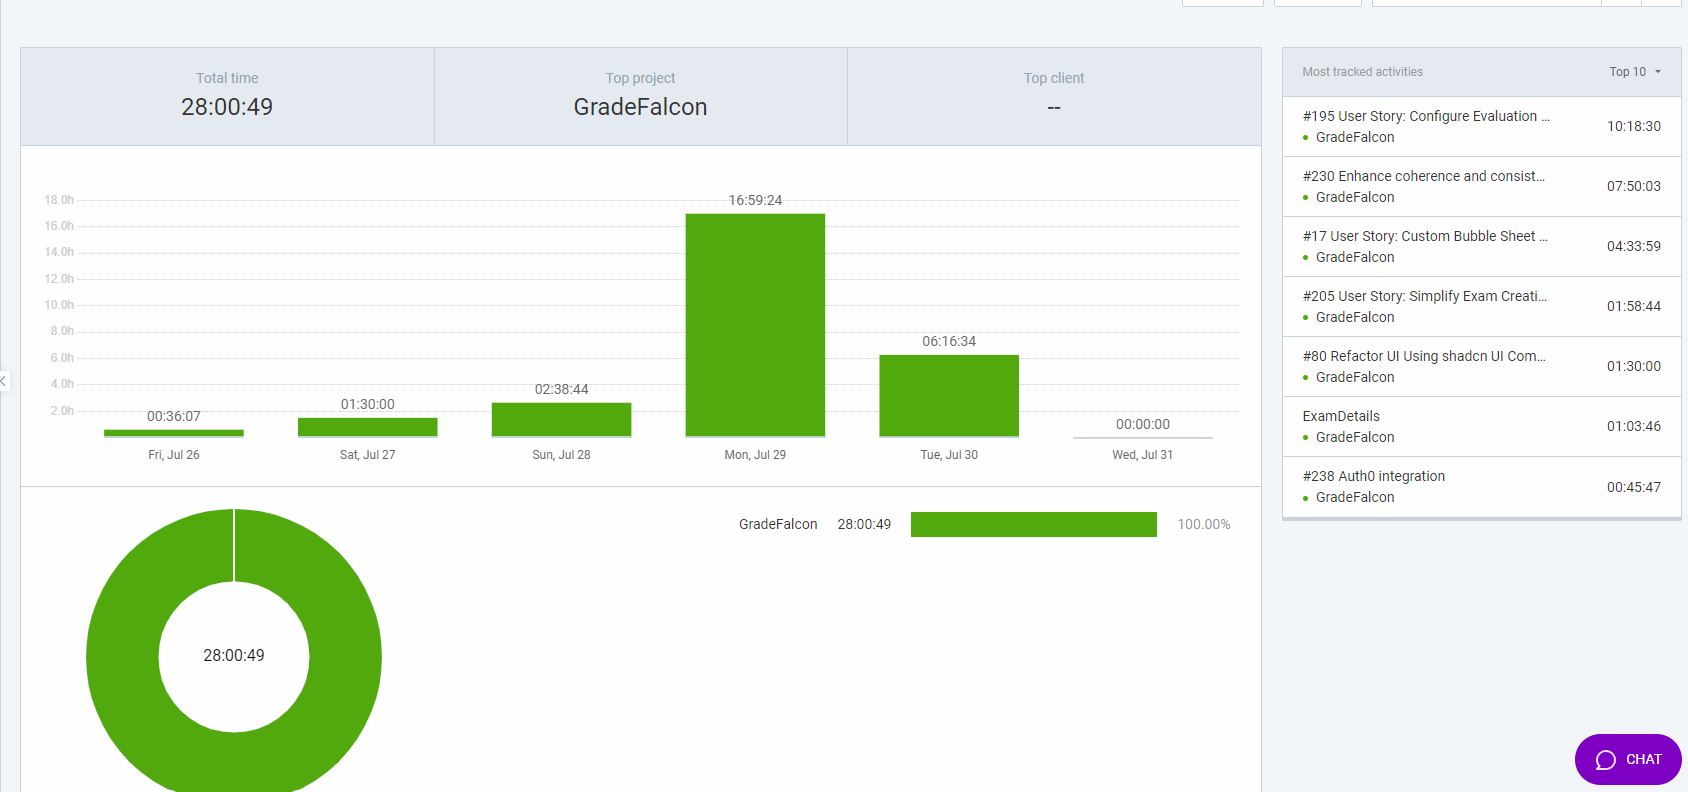 Total time
28:00:49
Top project
GradeFalcon
Top client
--
18.0h
16.0h
14.0h
12.0h
10.0h
8.0h
6.0h
4.0h
2.0h
00:36:07
01:30:00
02:38:44
16:59:24
06:16:34
00:00:00
Fri, Jul 26
Sat, Jul 27
Sun, Jul 28
Mon, Jul 29
Tue, Jul 30
Wed, Jul 31
28:00:49
GradeFalcon 28:00:49 100.00%
Most tracked activities Top 10
#195 User Story: Configure Evaluation ...
GradeFalcon
10:18:30
#230 Enhance coherence and consist...
GradeFalcon
07:50:03
#17 User Story: Custom Bubble Sheet ...
GradeFalcon
04:33:59
#205 User Story: Simplify Exam Creati...
GradeFalcon
01:58:44
#80 Refactor UI Using shadcn UI Com...
GradeFalcon
01:30:00
ExamDetails
GradeFalcon
01:03:46
#238 Auth0 integration
GradeFalcon
00:45:47
CHAT